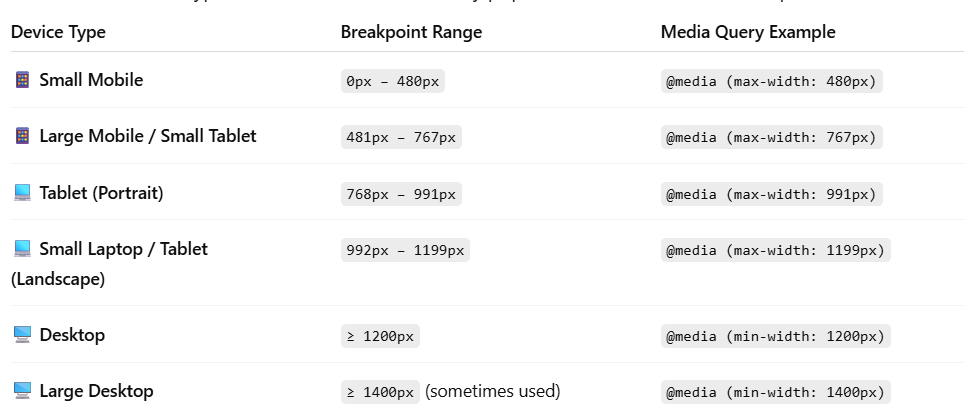 Device Type Breakpoint Range Media Query Example
Small Mobile 0px – 480px @media (max-width: 480px)
Large Mobile / Small Tablet 481px – 767px @media (max-width: 767px)
Tablet (Portrait) 768px – 991px @media (max-width: 991px)
Small Laptop / Tablet 992px – 1199px @media (max-width: 1199px)
(Landscape)
Desktop ≥ 1200px @media (min-width: 1200px)
Large Desktop ≥ 1400px (sometimes used) @media (min-width: 1400px)